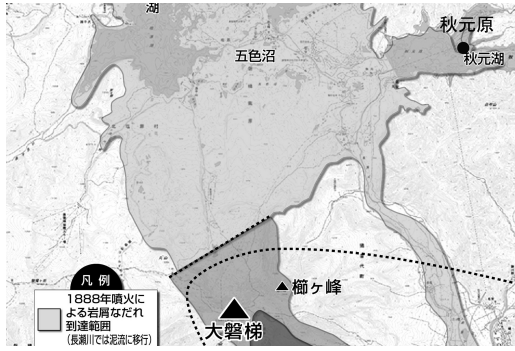 湖
秋元原
五色沼
秋元湖
櫛ヶ峰
大磐梯
凡例
1888年噴火に
よる岩屑なだれ
到達範囲
(長瀬川では泥流に移行)